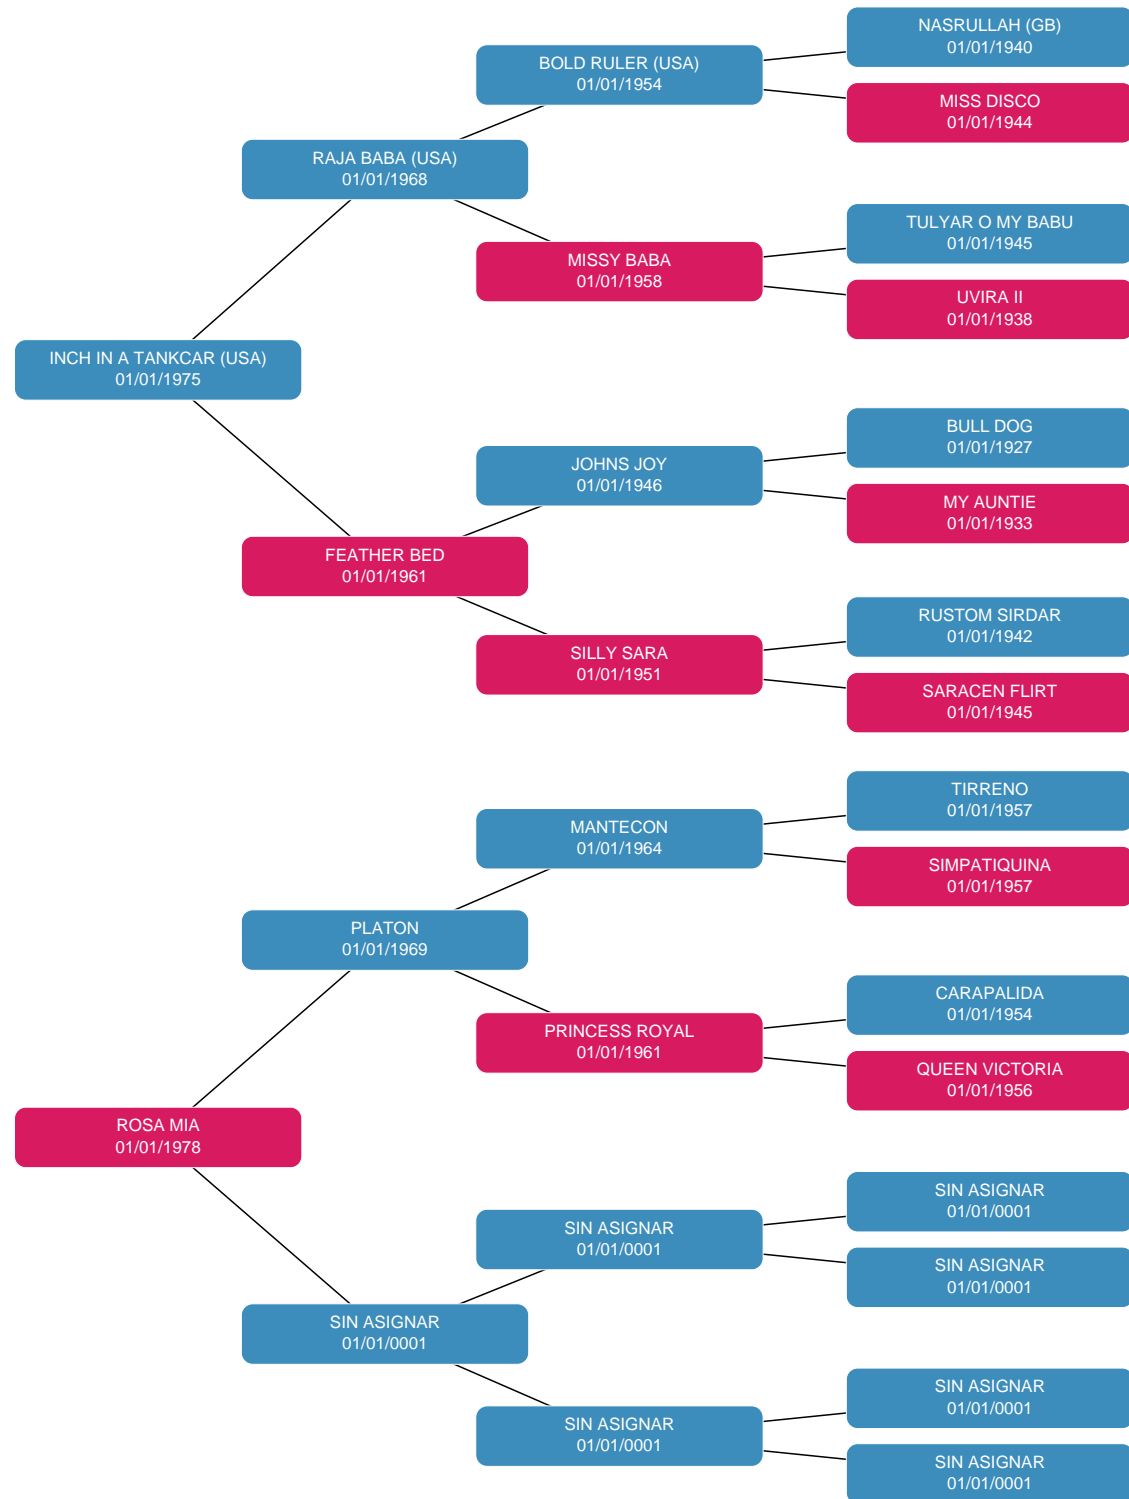 NASRULLAH (GB)
01/01/1940
BOLD RULER (USA)
01/01/1954
MISS DISCO
01/01/1944
RAJA BABA (USA)
01/01/1968
TULYAR O MY BABU
01/01/1945
MISSY BABA
01/01/1958
UVIRA II
01/01/1938
INCH IN A TANKCAR (USA)
01/01/1975
BULL DOG
01/01/1927
JOHNS JOY
01/01/1946
MY AUNTIE
01/01/1933
FEATHER BED
01/01/1961
RUSTOM SIRDAR
01/01/1942
SILLY SARA
01/01/1951
SARACEN FLIRT
01/01/1945
TIRRENO
01/01/1957
MANTECON
01/01/1964
SIMPATIQUINA
01/01/1957
PLATON
01/01/1969
CARAPALIDA
01/01/1954
PRINCESS ROYAL
01/01/1961
QUEEN VICTORIA
01/01/1956
ROSA MIA
01/01/1978
SIN ASIGNAR
01/01/0001
SIN ASIGNAR
01/01/0001
SIN ASIGNAR
01/01/0001
SIN ASIGNAR
01/01/0001
SIN ASIGNAR
01/01/0001
SIN ASIGNAR
01/01/0001
SIN ASIGNAR
01/01/0001